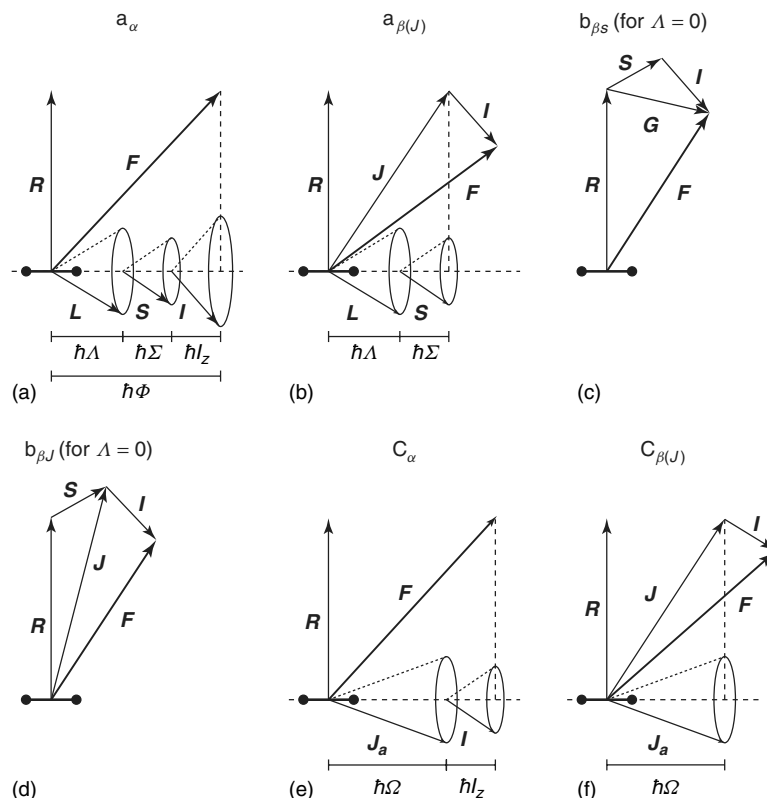 a_α
R
F
L
S
I
ħΛ
ħΣ
ħI_z
ħΦ
(a)
a_β(J)
R
J
I
F
L
S
ħΛ
ħΣ
(b)
b_βs (for Λ = 0)
S
I
G
R
F
(c)
b_βJ (for Λ = 0)
S
I
J
R
F
(d)
C_α
R
F
J_a
I
ħΩ
ħI_z
(e)
C_β(J)
I
J
R
F
J_a
ħΩ
(f)